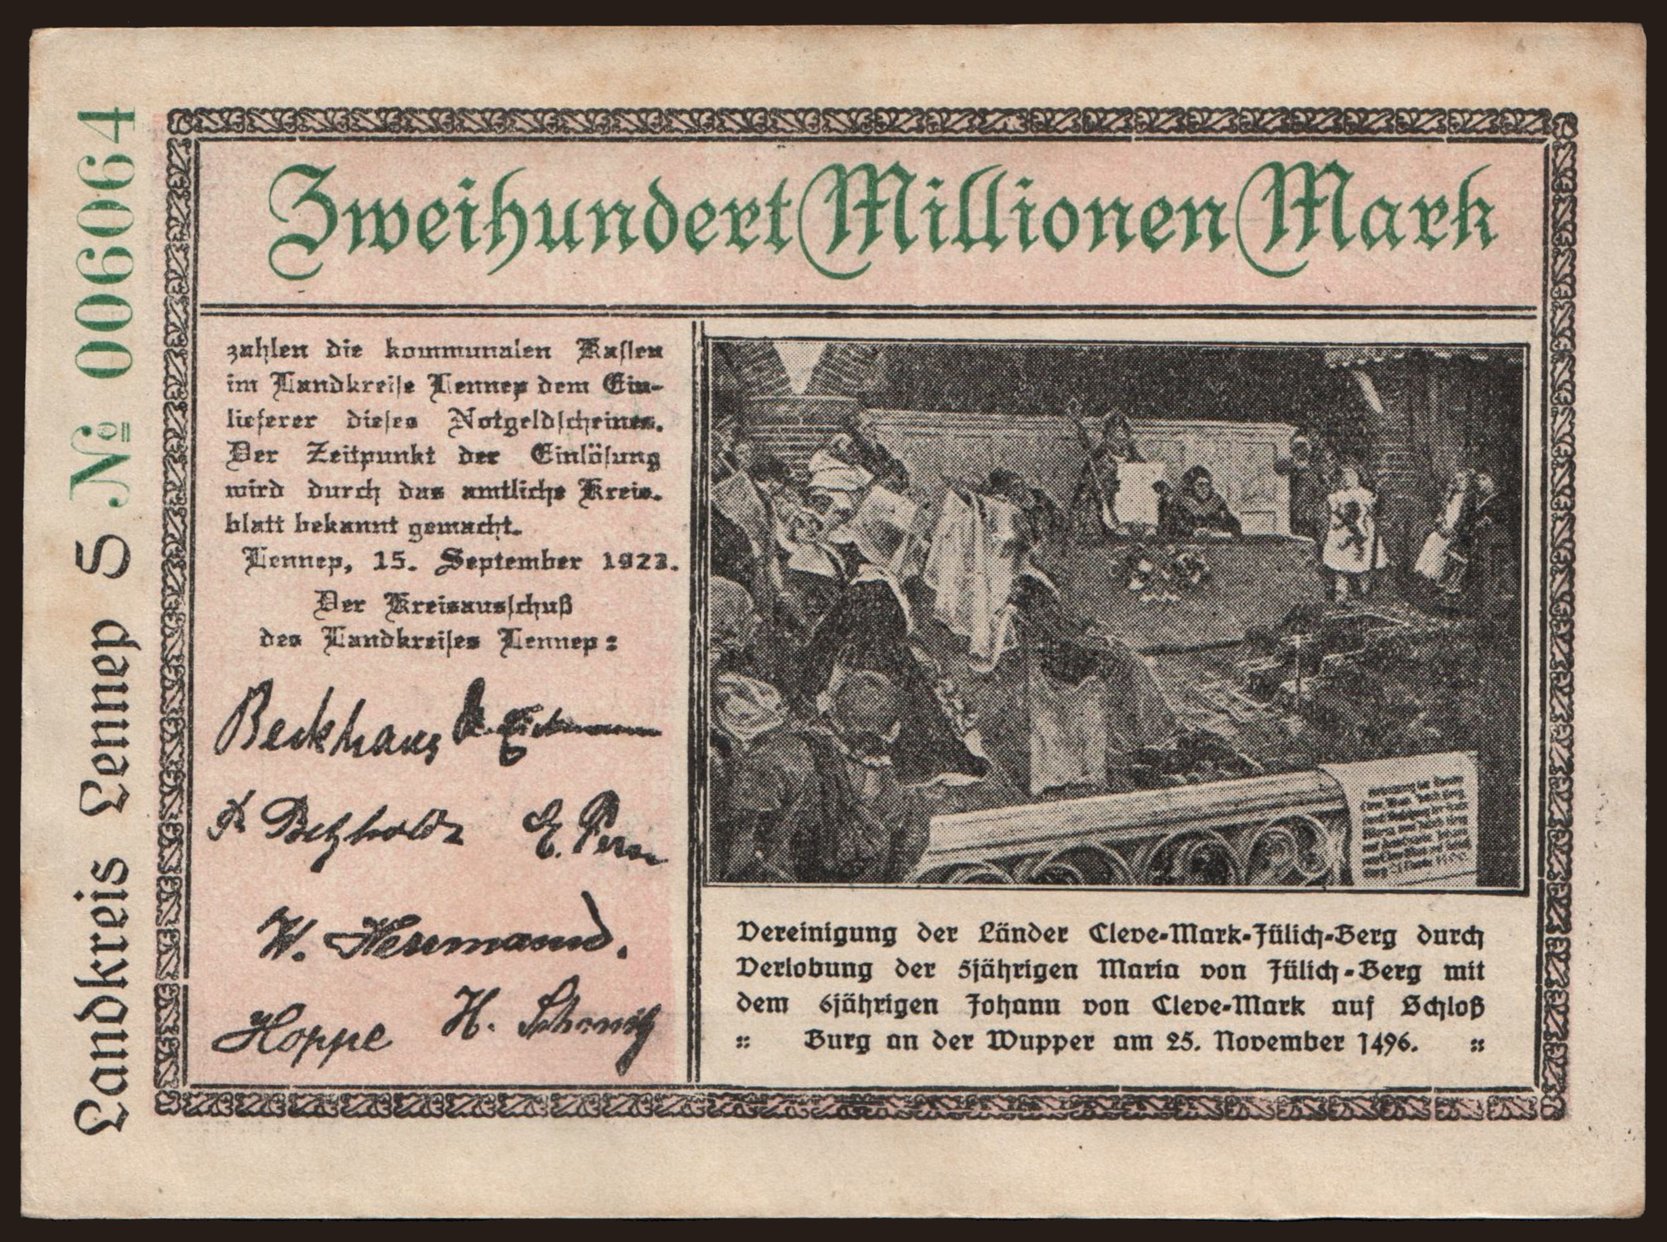 Landkreis Lennep S № 006064
Zweihundert Millionen Mark
zahlen die kommunalen Kassen
im Landkreise Lennep dem Ein-
lieferer dieses Notgeldscheines.
Der Zeitpunkt der Einlösung
wird durch das amtliche Kreis-
blatt bekannt gemacht.
Lennep, 15. September 1923.
Der Kreisausschuß
des Landkreises Lennep:
Beckhaus
E.
W. Herrmann.
Hoppe H.
Vereinigung der Länder Cleve-Mark-Jülich-Berg durch
Verlobung der 5jährigen Maria von Jülich-Berg mit
dem 6jährigen Johann von Cleve-Mark auf Schloß
Burg an der Wupper am 25. November 1496.